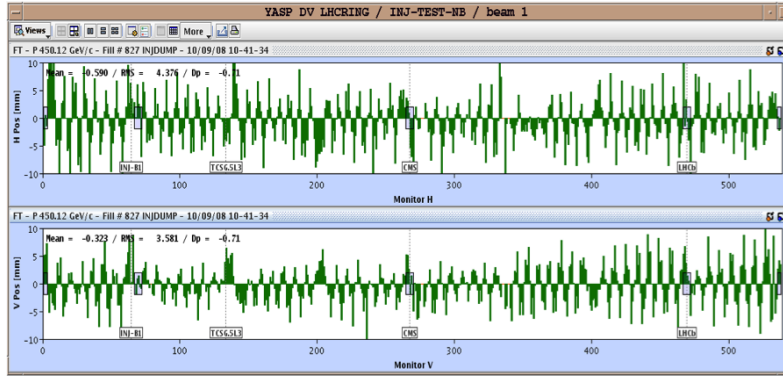 YASP DV LHCRING / INJ-TEST-NB / beam 1
Views More
FT - P 450.12 GeV/c - Fill # 827 INJDUMP - 10/09/08 10-41-34
Mean = -0.590 / RMS = 4.376 / Dp = -0.71
H Pos [mm]
10
5
0
-5
-10
INJ-B1 TCSG.5L3 CMS LHCb
0 100 200 300 400 500
Monitor H
FT - P 450.12 GeV/c - Fill # 827 INJDUMP - 10/09/08 10-41-34
Mean = -0.323 / RMS = 3.581 / Dp = -0.71
V Pos [mm]
10
5
0
-5
-10
INJ-B1 TCSG.5L3 CMS LHCb
0 100 200 300 400 500
Monitor V